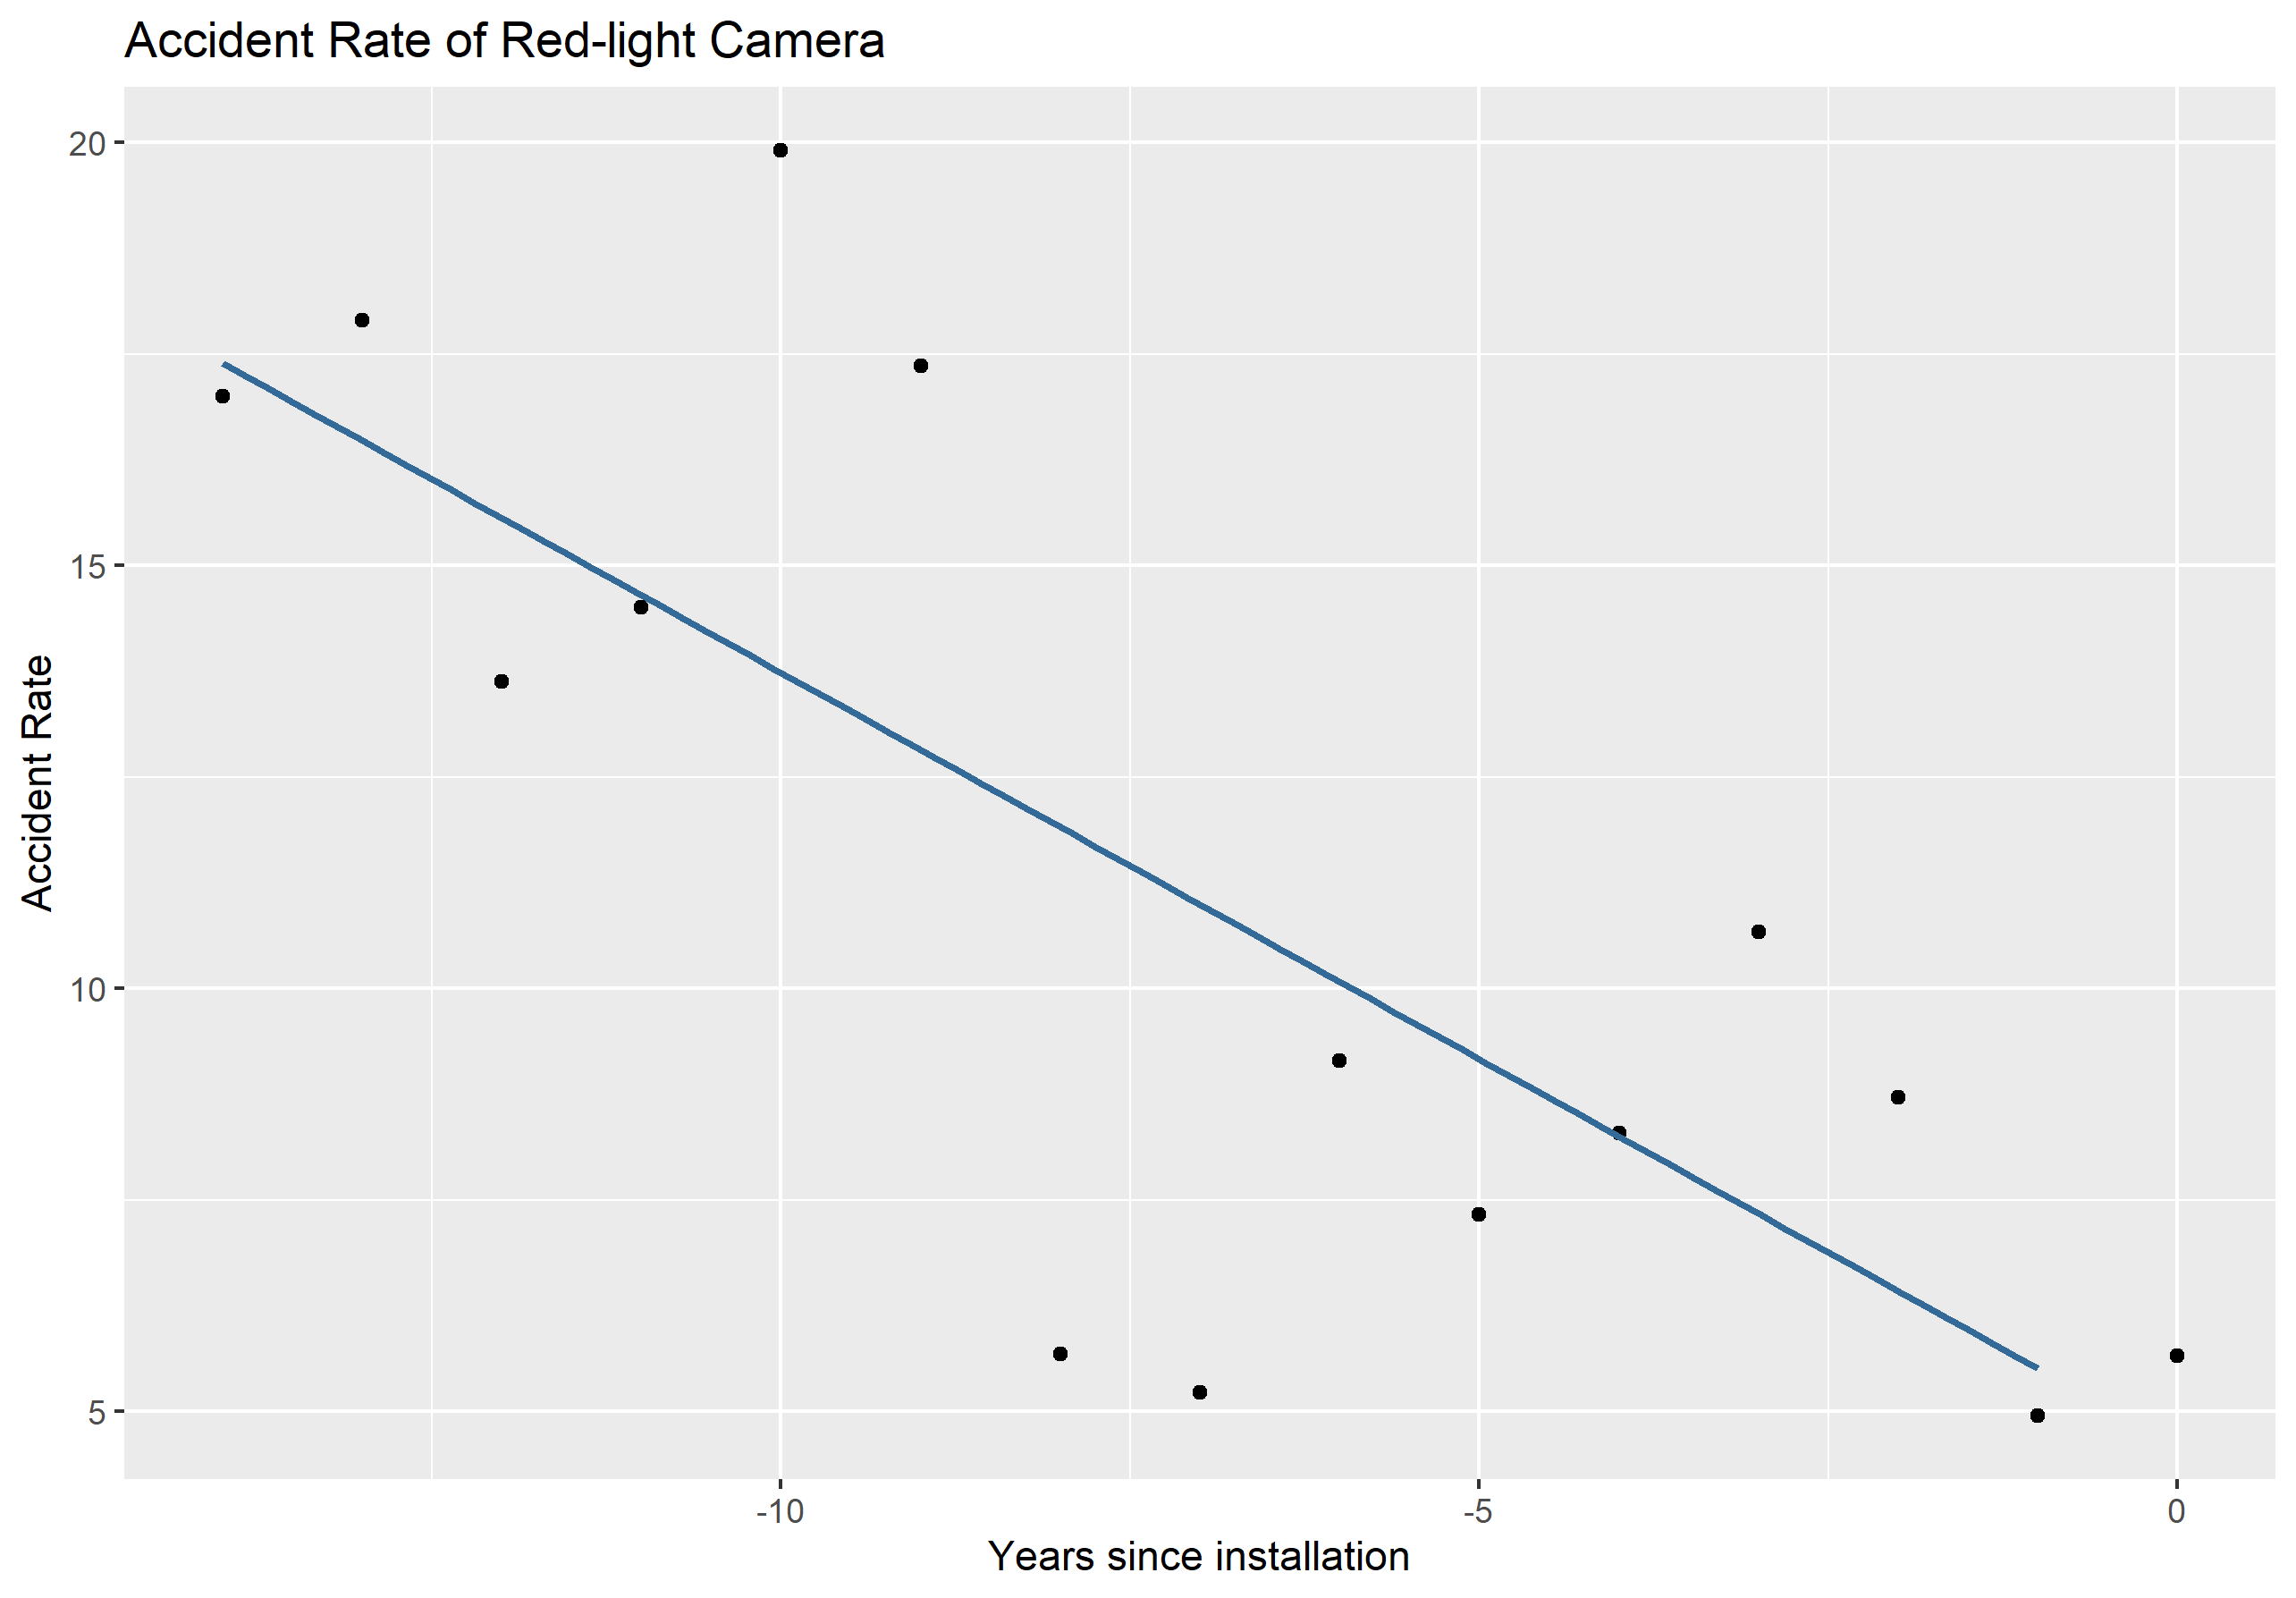 Accident Rate of Red-light Camera
20
15
10
5
Accident Rate
-10
-5
0
Years since installation